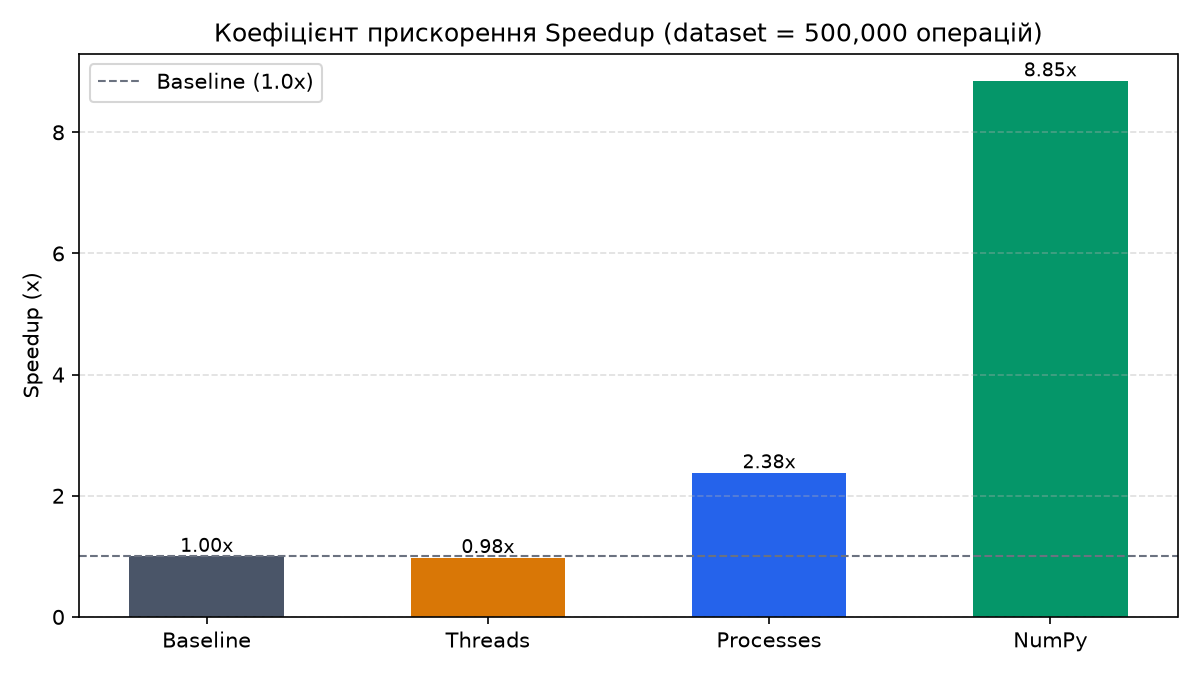 Коефіцієнт прискорення Speedup (dataset = 500,000 операцій)
Baseline (1.0x)
8.85x
8
6
Speedup (x)
4
2.38x
2
1.00x
0.98x
0
Baseline
Threads
Processes
NumPy